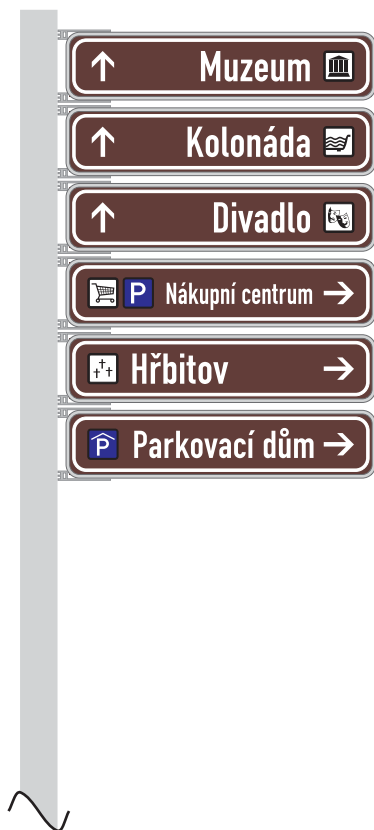 Muzeum
Kolonáda
Divadlo
P Nákupní centrum
Hřbitov
P Parkovací dům